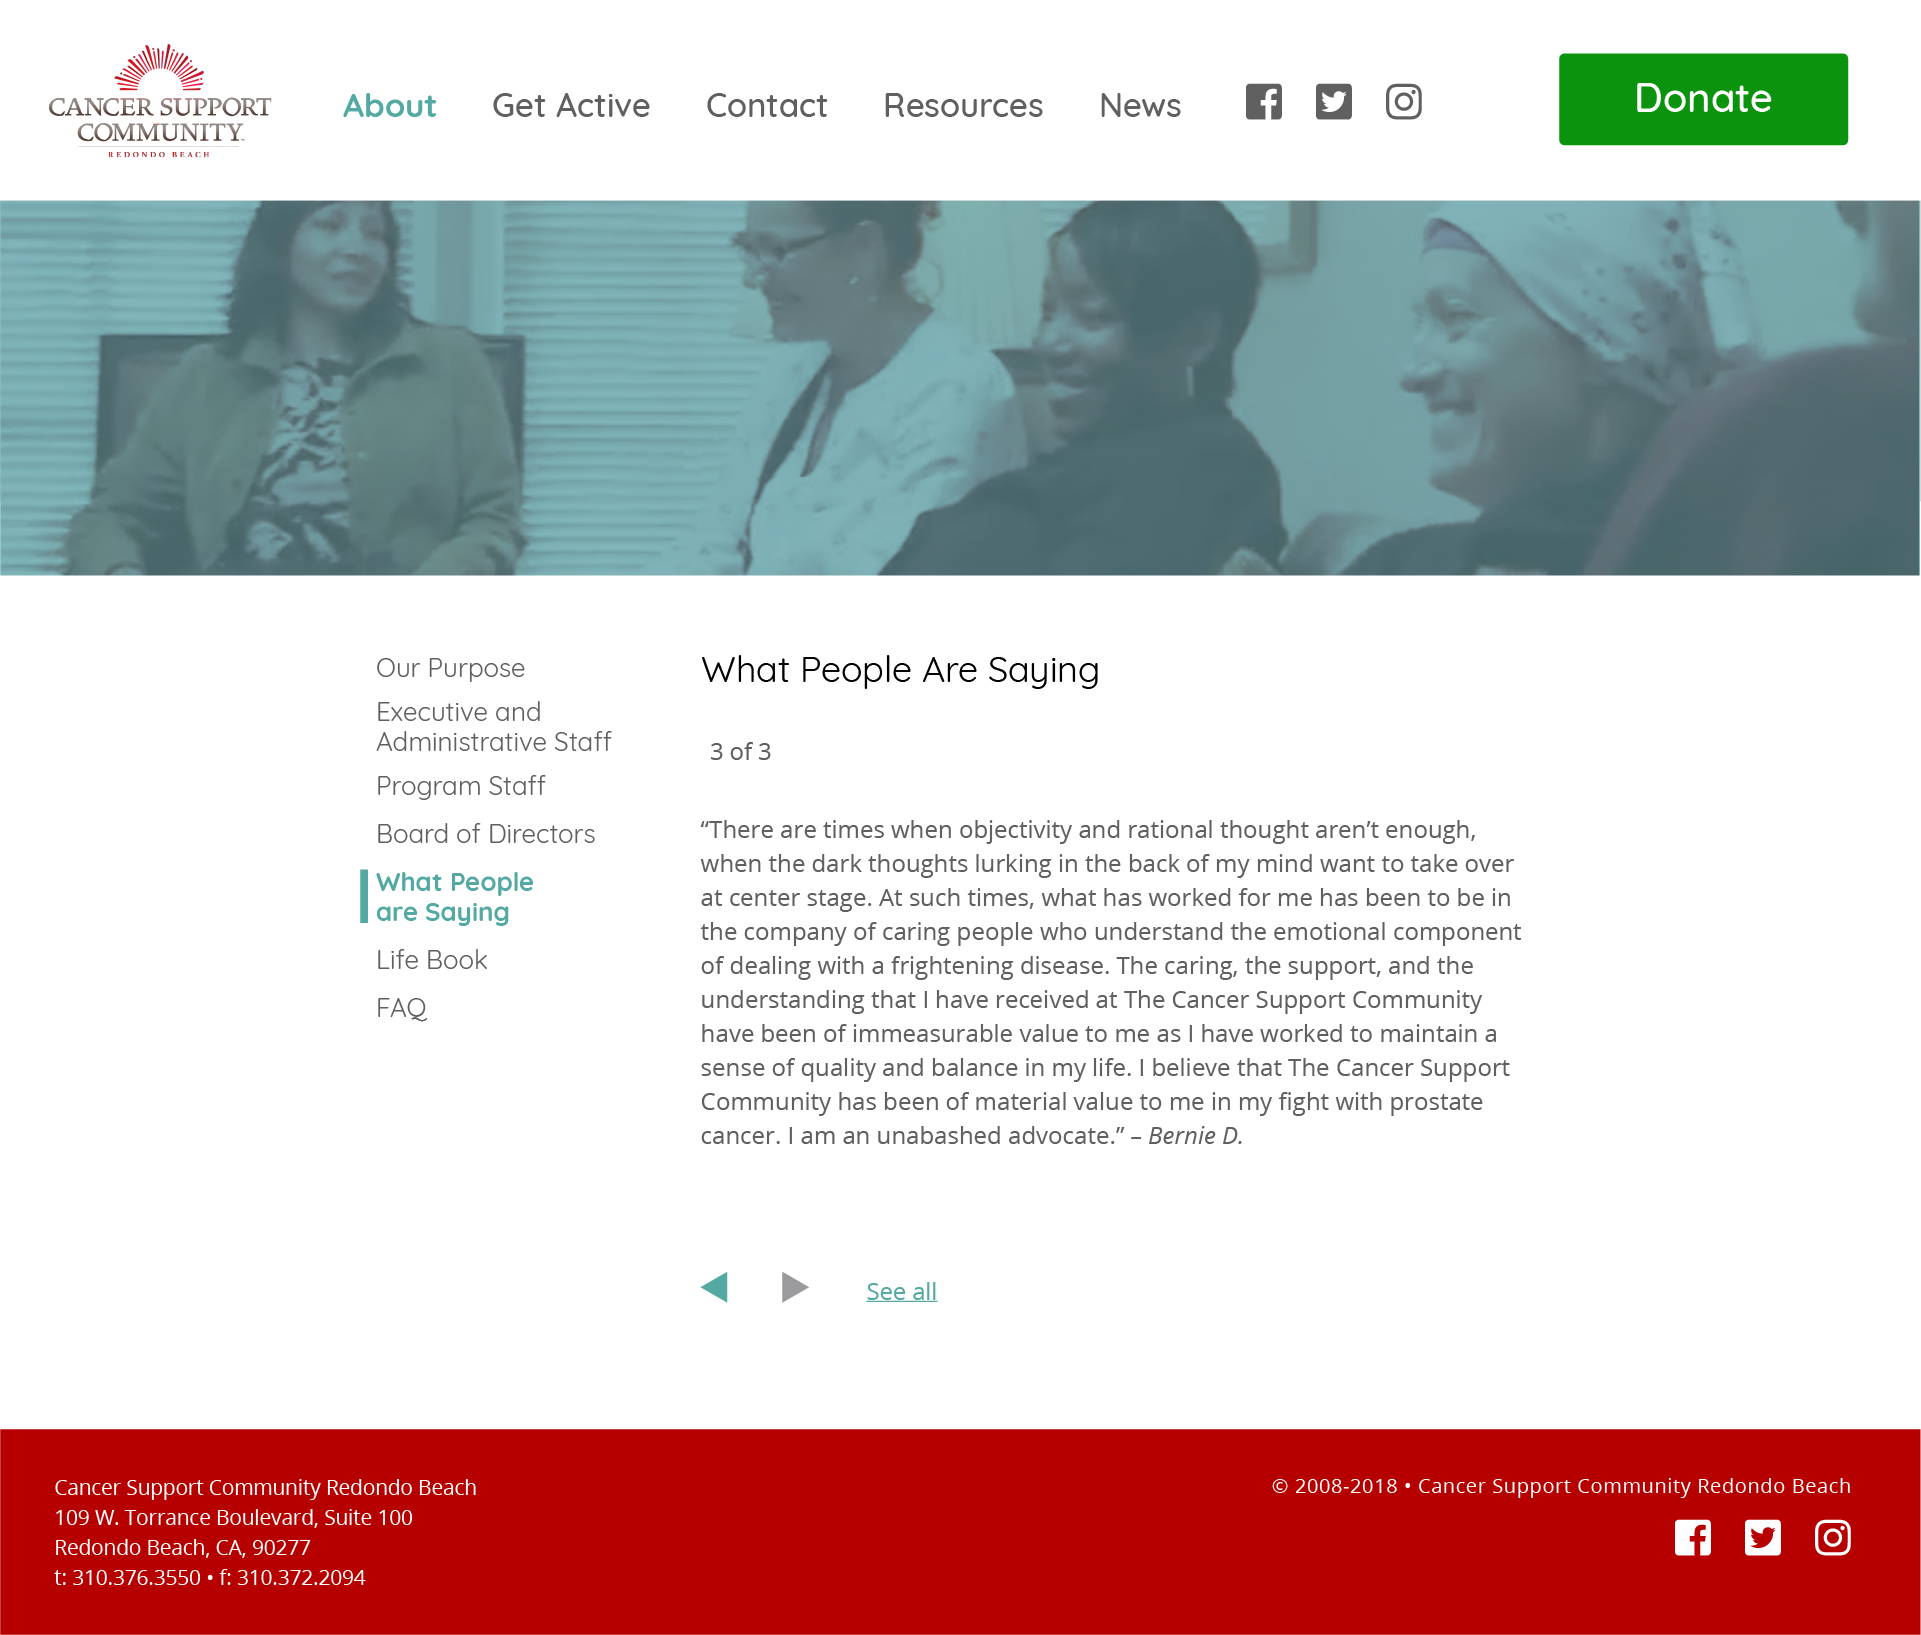 CANCER SUPPORT
COMMUNITY
REDONDO BEACH
About
Get Active
Contact
Resources
News
Donate
Our Purpose
Executive and
Administrative Staff
Program Staff
Board of Directors
What People
are Saying
Life Book
FAQ
What People Are Saying
3 of 3
“There are times when objectivity and rational thought aren’t enough,
when the dark thoughts lurking in the back of my mind want to take over
at center stage. At such times, what has worked for me has been to be in
the company of caring people who understand the emotional component
of dealing with a frightening disease. The caring, the support, and the
understanding that I have received at The Cancer Support Community
have been of immeasurable value to me as I have worked to maintain a
sense of quality and balance in my life. I believe that The Cancer Support
Community has been of material value to me in my fight with prostate
cancer. I am an unabashed advocate.” – Bernie D.
See all
Cancer Support Community Redondo Beach
109 W. Torrance Boulevard, Suite 100
Redondo Beach, CA, 90277
t: 310.376.3550 • f: 310.372.2094
© 2008-2018 • Cancer Support Community Redondo Beach